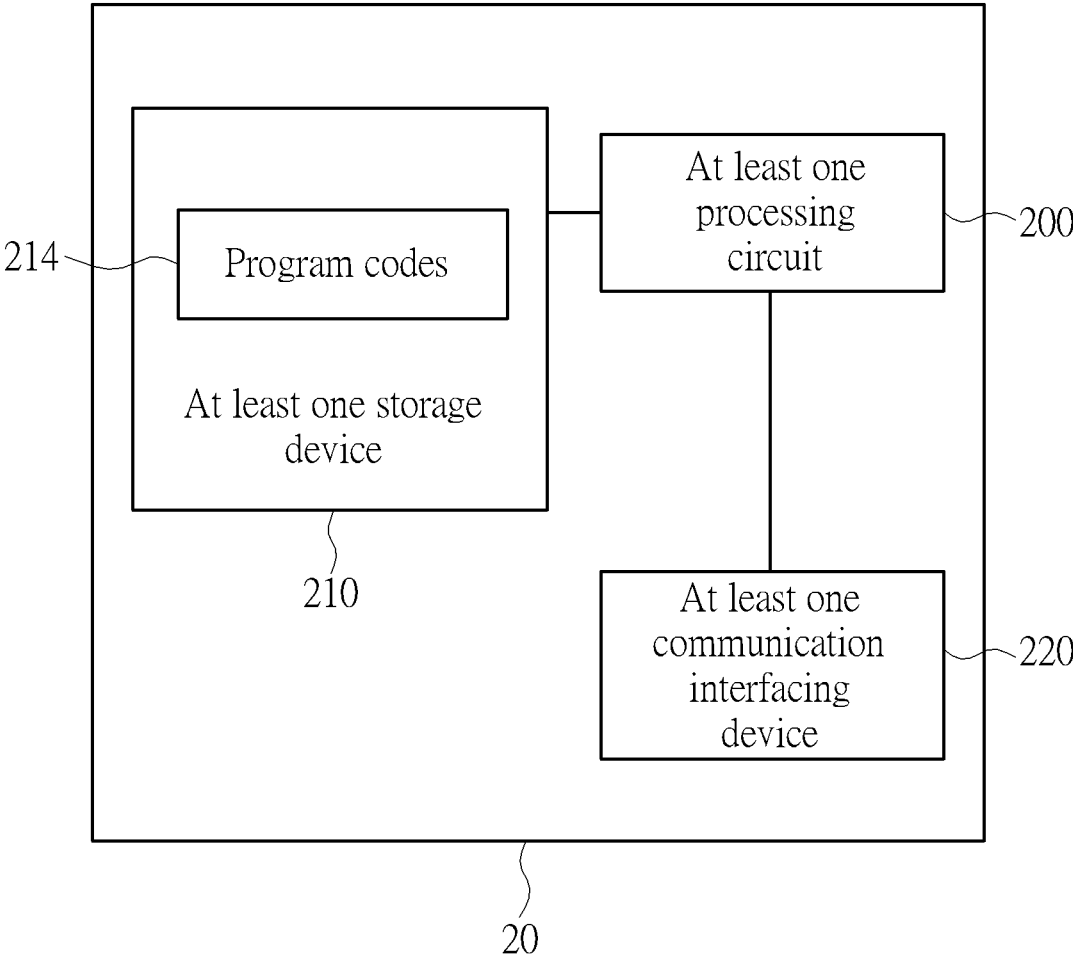 At least one
processing
circuit
200
214
Program codes
At least one storage
device
210
At least one
communication
interfacing
device
220
20